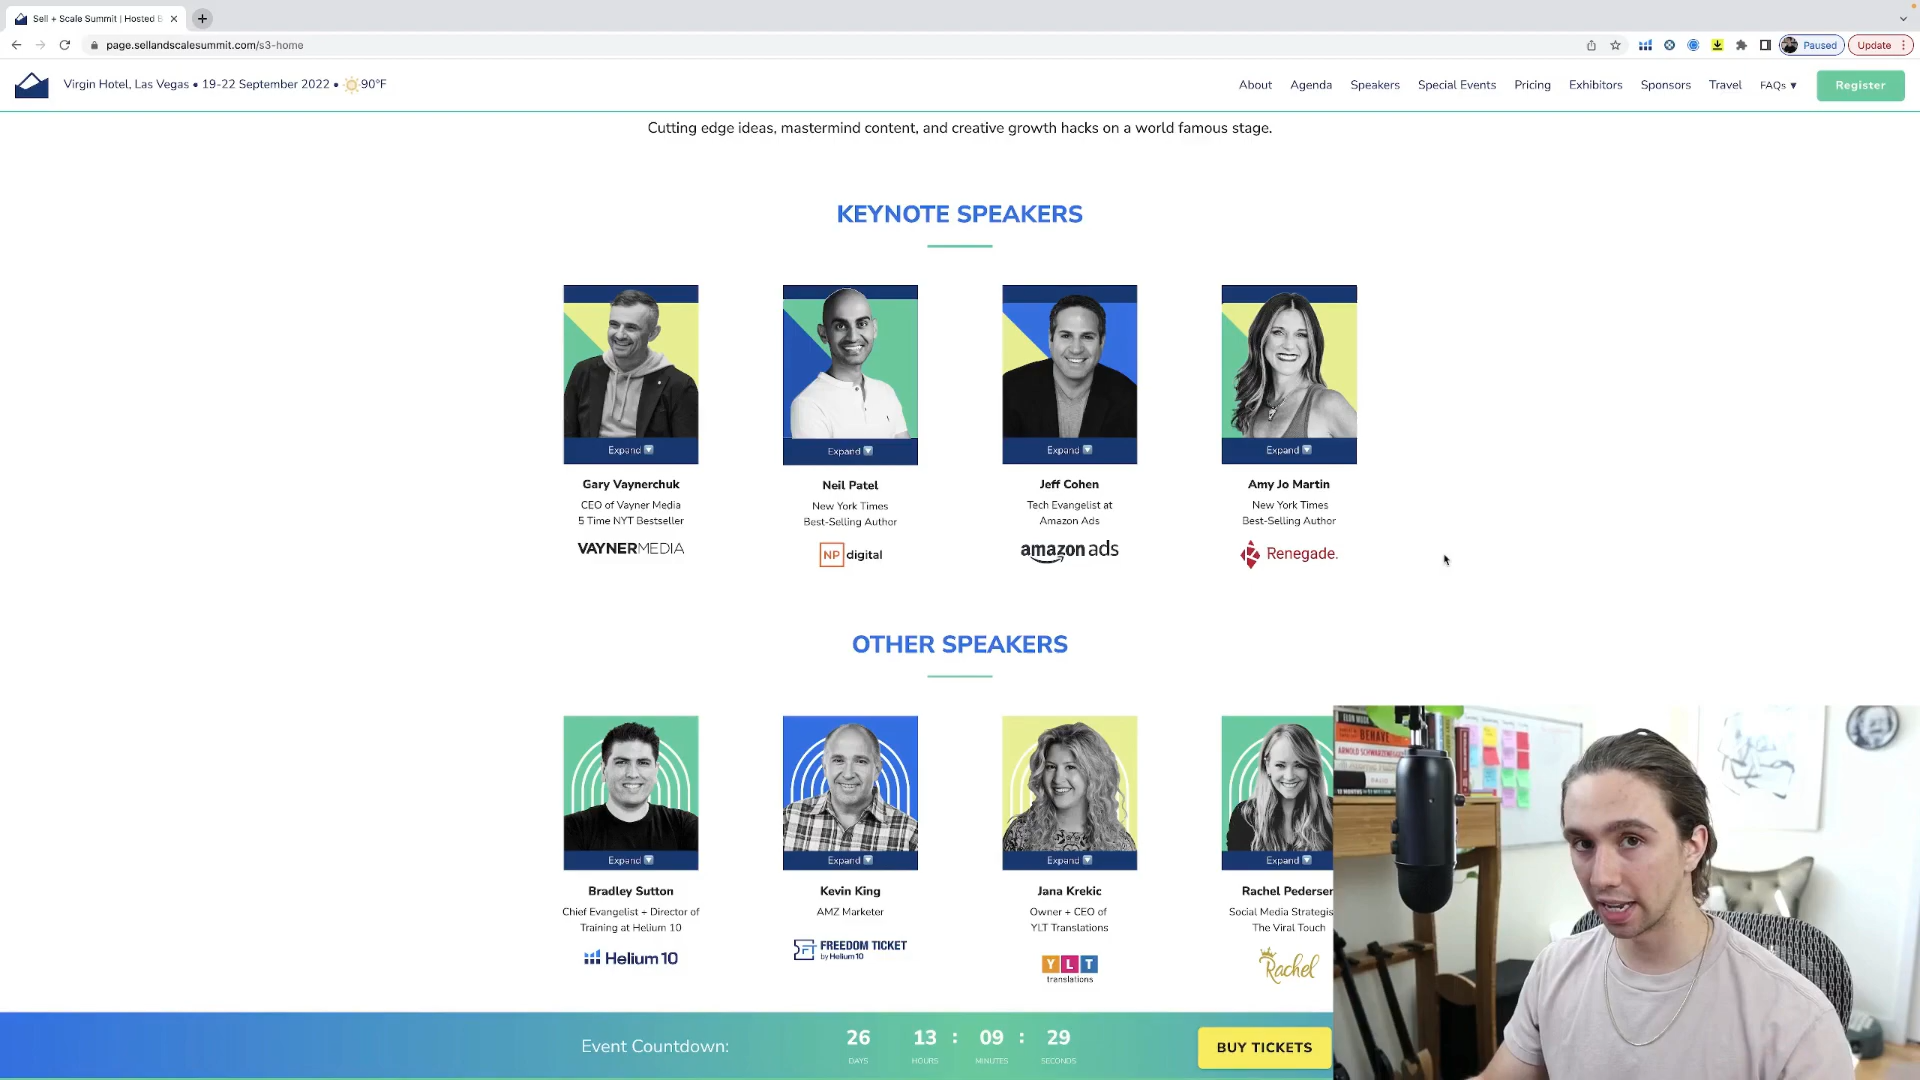 Sell + Scale Summit | Hosted B
page.sellandscalesummit.com/s3-home
Paused
Update
Virgin Hotel, Las Vegas • 19-22 September 2022 • 90°F
About
Agenda
Speakers
Special Events
Pricing
Exhibitors
Sponsors
Travel
FAQs ▼
Register
Cutting edge ideas, mastermind content, and creative growth hacks on a world famous stage.
KEYNOTE SPEAKERS
Expand
Expand
Expand
Expand
Gary Vaynerchuk
CEO of Vayner Media
5 Time NYT Bestseller
VAYNERMEDIA
Neil Patel
New York Times
Best-Selling Author
NP digital
Jeff Cohen
Tech Evangelist at
Amazon Ads
amazon ads
Amy Jo Martin
New York Times
Best-Selling Author
Renegade.
OTHER SPEAKERS
Expand
Expand
Expand
Expand
Bradley Sutton
Chief Evangelist + Director of
Training at Helium 10
Helium 10
Kevin King
AMZ Marketer
FREEDOM TICKET
by Helium 10
Jana Krekic
Owner + CEO of
YLT Translations
YLT
translations
Rachel Pederser
Social Media Strategis
The Viral Touch
Rachel
ELON MUSK
BEHAVE
ARNOLD SCHWARZENEGGER
Event Countdown:
26 13 : 09 : 29
DAYS HOURS MINUTES SECONDS
BUY TICKETS